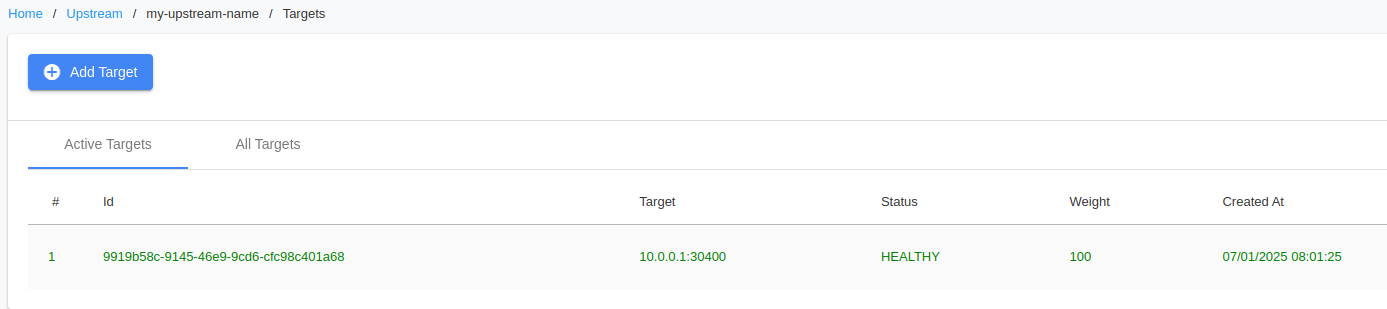 Home / Upstream / my-upstream-name / Targets
Add Target
Active Targets All Targets
# Id Target Status Weight Created At
1 9919b58c-9145-46e9-9cd6-cfc98c401a68 10.0.0.1:30400 HEALTHY 100 07/01/2025 08:01:25